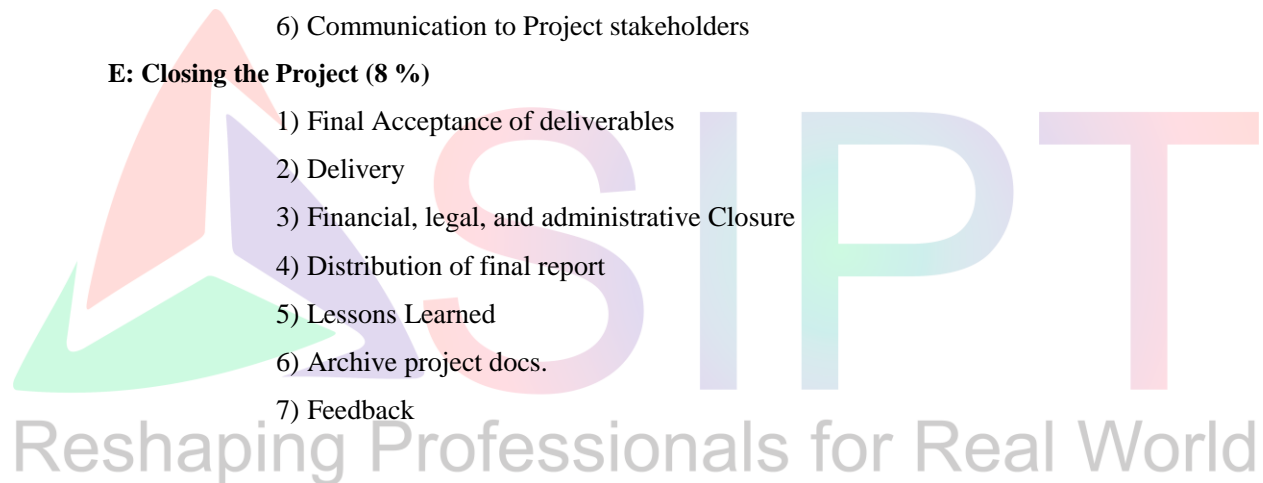 6) Communication to Project stakeholders
E: Closing the Project (8 %)
1) Final Acceptance of deliverables
2) Delivery
3) Financial, legal, and administrative Closure
4) Distribution of final report
5) Lessons Learned
6) Archive project docs.
7) Feedback
SIPT
Reshaping Professionals for Real World